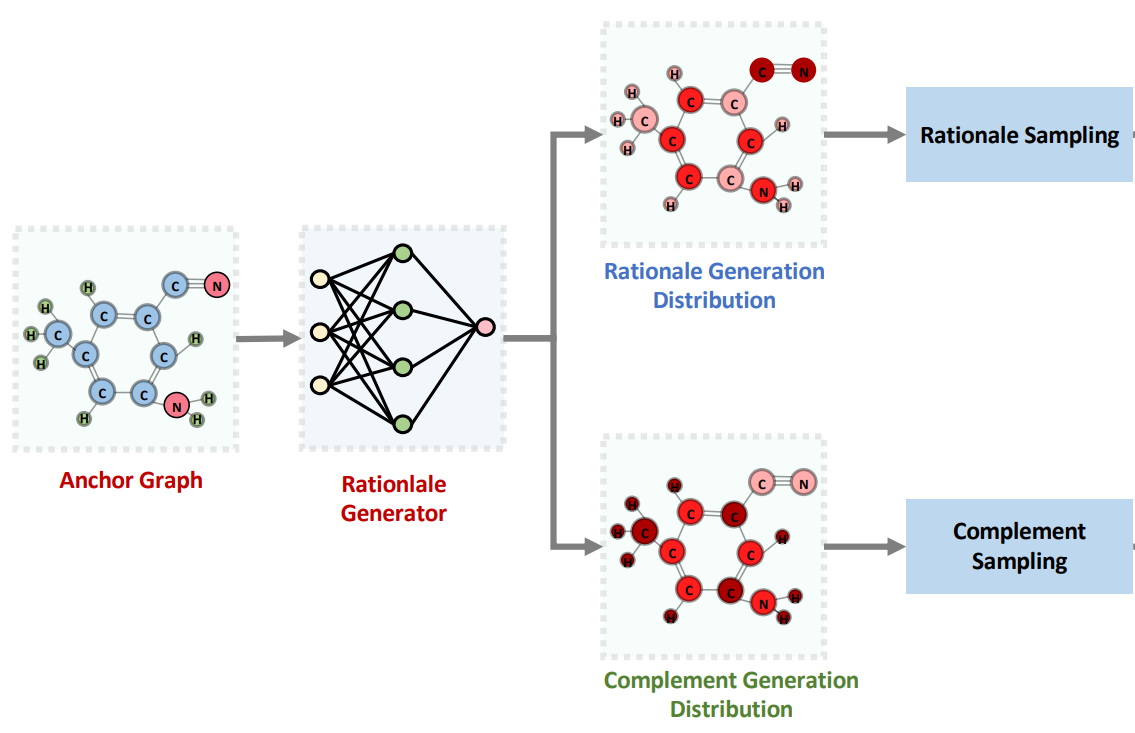 C N
H
H
C C
H C
H
C C
H
C C
N H
H H
Anchor Graph
Rationlale
Generator
C N
H
H
C C
H C
H
C C
H
C C
N H
H H
Rationale Generation
Distribution
Rationale Sampling
C N
H
H
C C
H C
H
C C
H
C C
N H
H H
Complement Generation
Distribution
Complement
Sampling